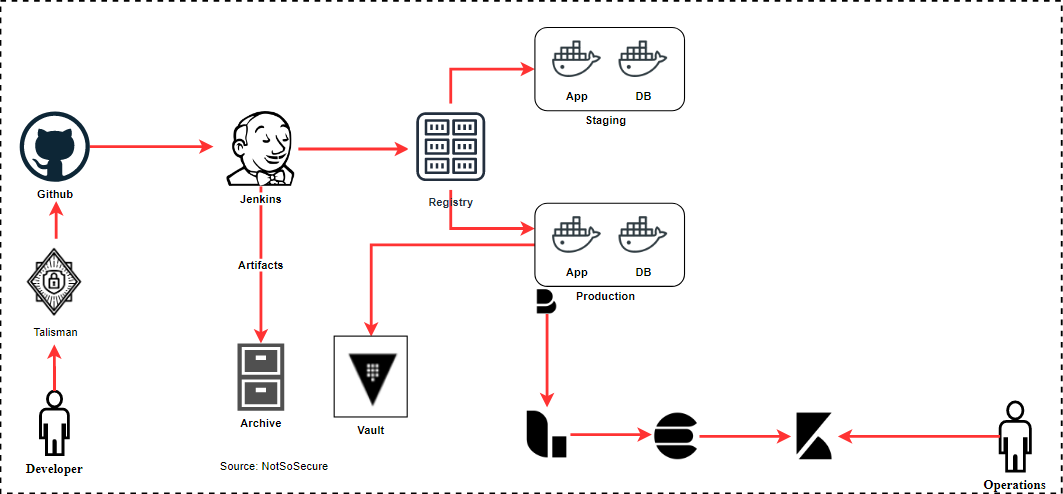 App
DB
Staging
Github
Jenkins
Registry
App
DB
Production
Artifacts
Talisman
Archive
Vault
Developer
Source: NotSoSecure
Operations